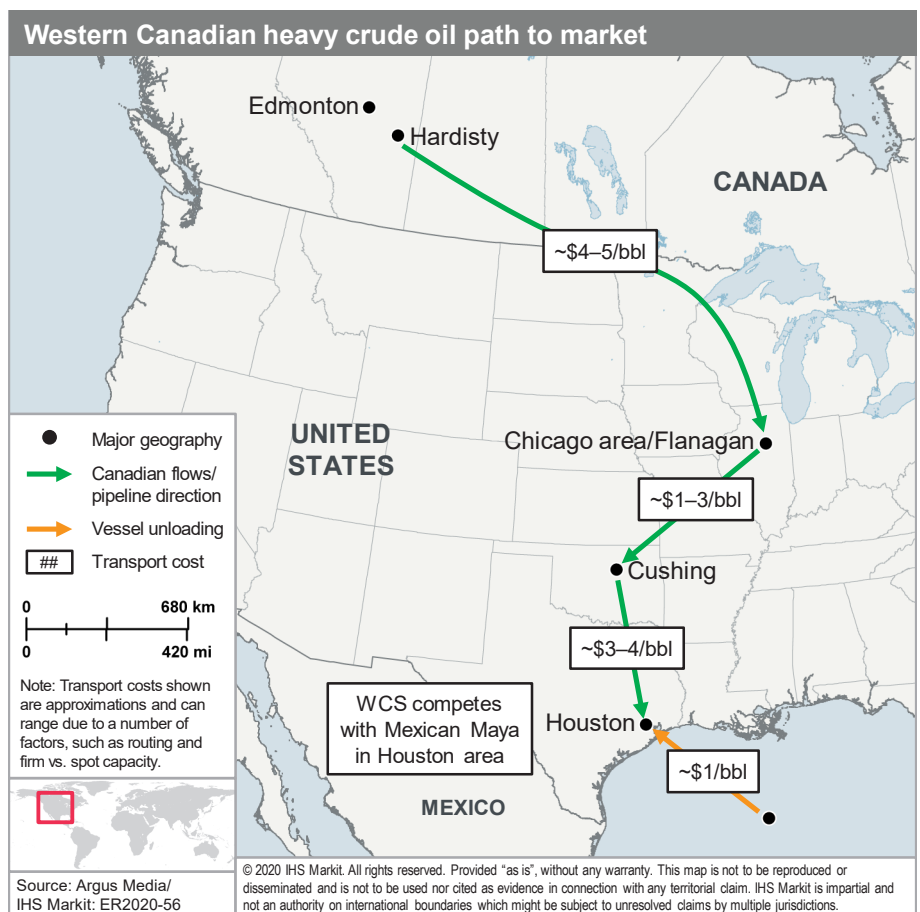 Western Canadian heavy crude oil path to market
Edmonton
Hardisty
CANADA
~$4–5/bbl
UNITED
STATES
Chicago area/Flanagan
~$1–3/bbl
Cushing
~$3–4/bbl
WCS competes
with Mexican Maya
in Houston area
Houston
~$1/bbl
MEXICO
Major geography
Canadian flows/
pipeline direction
Vessel unloading
## Transport cost
0 680 km
0 420 mi
Note: Transport costs shown
are approximations and can
range due to a number of
factors, such as routing and
firm vs. spot capacity.
Source: Argus Media/
IHS Markit: ER2020-56
© 2020 IHS Markit. All rights reserved. Provided "as is", without any warranty. This map is not to be reproduced or
disseminated and is not to be used nor cited as evidence in connection with any territorial claim. IHS Markit is impartial and
not an authority on international boundaries which might be subject to unresolved claims by multiple jurisdictions.